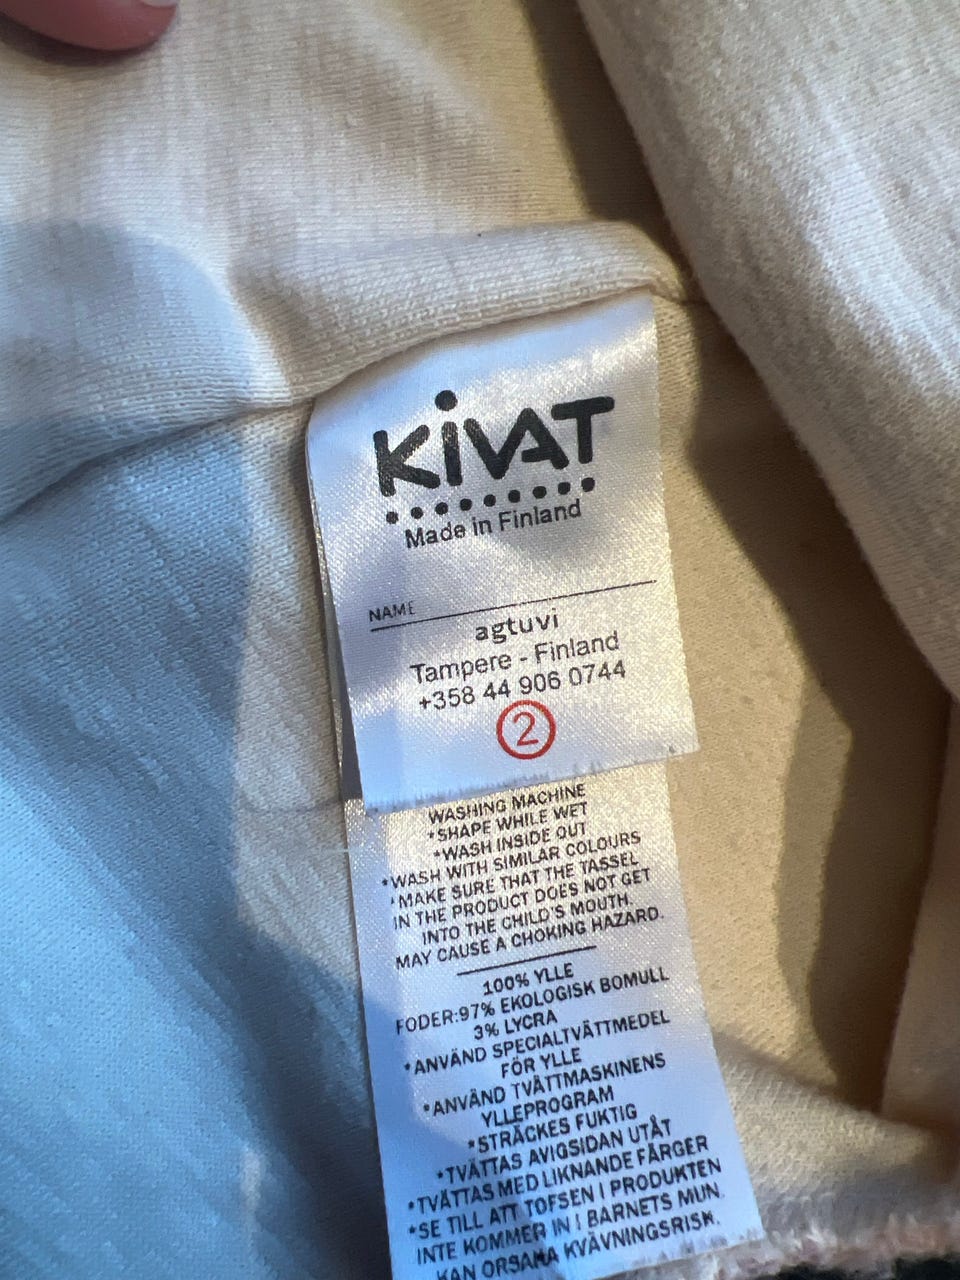 KiVAT
Made in Finland
NAME
agtuvi
Tampere - Finland
+358 44 906 0744
2
WASHING MACHINE
*SHAPE WHILE WET
*WASH INSIDE OUT
*WASH WITH SIMILAR COLOURS
*MAKE SURE THAT THE TASSEL
IN THE PRODUCT DOES NOT GET
INTO THE CHILD'S MOUTH.
MAY CAUSE A CHOKING HAZARD.
100% YLLE
FODER:97% EKOLOGISK BOMULL
3% LYCRA
*ANVÄND SPECIALTVÄTTMEDEL
FÖR YLLE
*ANVÄND TVÄTTMASKINENS
YLLEPROGRAM
*STRÄCKES FUKTIG
*TVÄTTAS AVIGSIDAN UTÅT
*TVÄTTAS MED LIKNANDE FÄRGER
*SE TILL ATT TOFSEN I PRODUKTEN
INTE KOMMER IN I BARNETS MUN.
KAN ORSAKA KVÄVNINGSRISK.